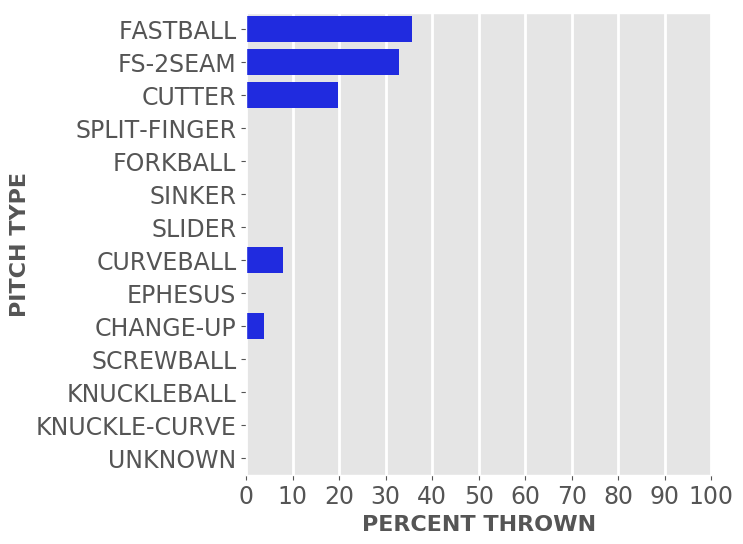 FASTBALL
FS-2SEAM
CUTTER
SPLIT-FINGER
FORKBALL
SINKER
SLIDER
CURVEBALL
EPHESUS
CHANGE-UP
SCREWBALL
KNUCKLEBALL
KNUCKLE-CURVE
UNKNOWN
PITCH TYPE
0 10 20 30 40 50 60 70 80 90 100
PERCENT THROWN